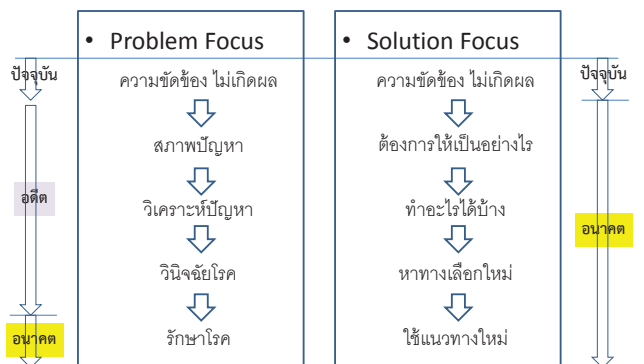 • Problem Focus
• Solution Focus
ปัจจุบัน
ความขัดข้อง ไม่เกิดผล
ความขัดข้อง ไม่เกิดผล
ปัจจุบัน
สภาพปัญหา
ต้องการให้เป็นอย่างไร
อดีต
วิเคราะห์ปัญหา
ทำอะไรได้บ้าง
อนาคต
วินิจฉัยโรค
หาทางเลือกใหม่
อนาคต
รักษาโรค
ใช้แนวทางใหม่